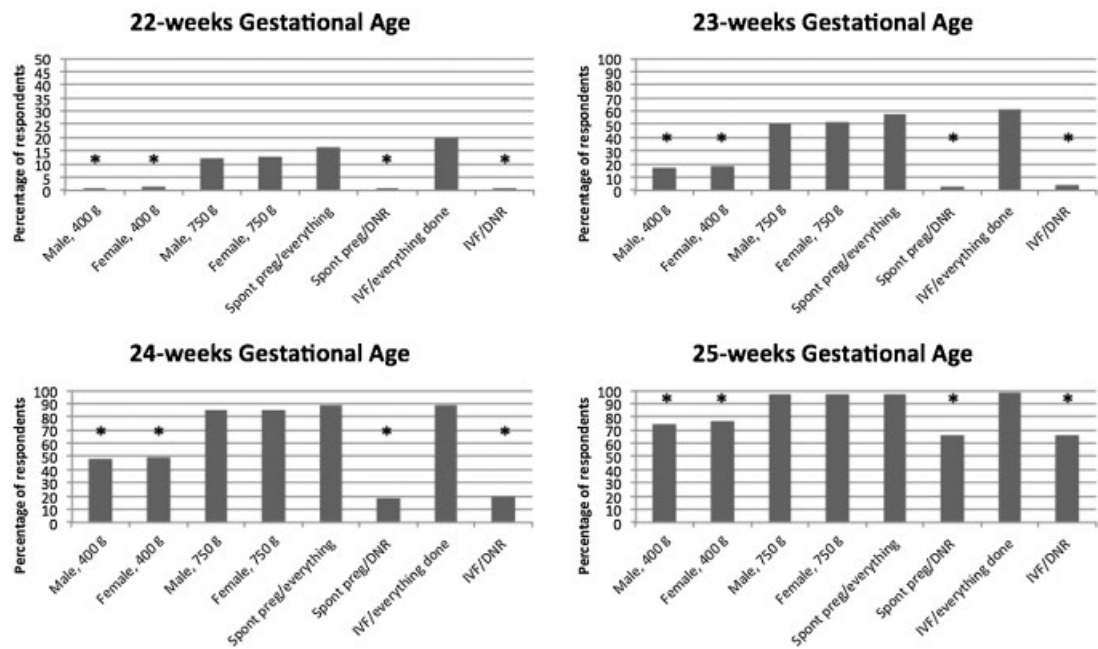 22-weeks Gestational Age
Percentage of respondents
50
45
40
35
30
25
20
15
10
5
0
* * * *
Male, 400 g
Female, 400 g
Male, 750 g
Female, 750 g
Spont preg/everything
Spont preg/DNR
IVF/everything done
IVF/DNR
23-weeks Gestational Age
Percentage of respondents
100
90
80
70
60
50
40
30
20
10
0
* * * *
Male, 400 g
Female, 400 g
Male, 750 g
Female, 750 g
Spont preg/everything
Spont preg/DNR
IVF/everything done
IVF/DNR
24-weeks Gestational Age
Percentage of respondents
100
90
80
70
60
50
40
30
20
10
0
* * * *
Male, 400 g
Female, 400 g
Male, 750 g
Female, 750 g
Spont preg/everything
Spont preg/DNR
IVF/everything done
IVF/DNR
25-weeks Gestational Age
Percentage of respondents
100
90
80
70
60
50
40
30
20
10
0
* * * *
Male, 400 g
Female, 400 g
Male, 750 g
Female, 750 g
Spont preg/everything
Spont preg/DNR
IVF/everything done
IVF/DNR